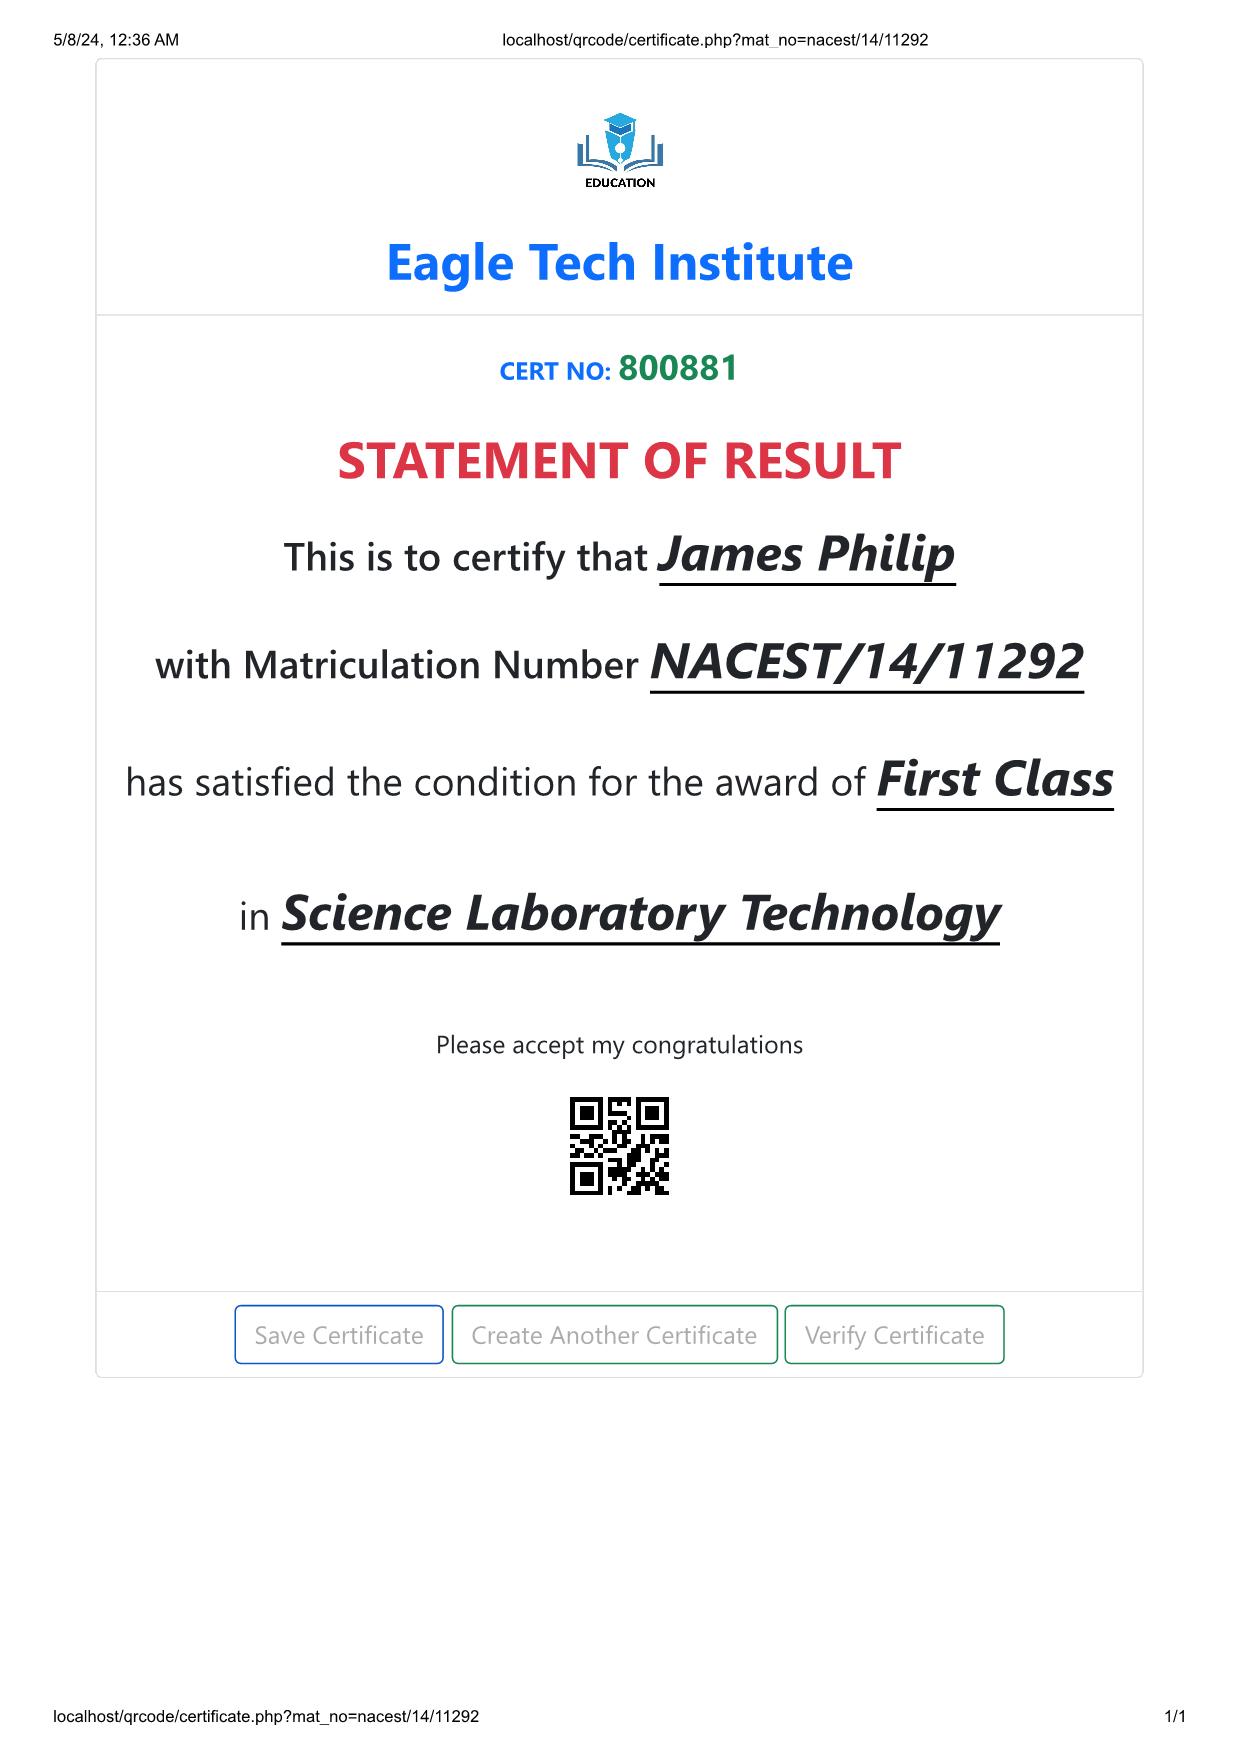 5/8/24, 12:36 AM localhost/qrcode/certificate.php?mat_no=nacest/14/11292
EDUCATION
Eagle Tech Institute
CERT NO: 800881
STATEMENT OF RESULT
This is to certify that James Philip
with Matriculation Number NACEST/14/11292
has satisfied the condition for the award of First Class
in Science Laboratory Technology
Please accept my congratulations
Save Certificate Create Another Certificate Verify Certificate
localhost/qrcode/certificate.php?mat_no=nacest/14/11292 1/1